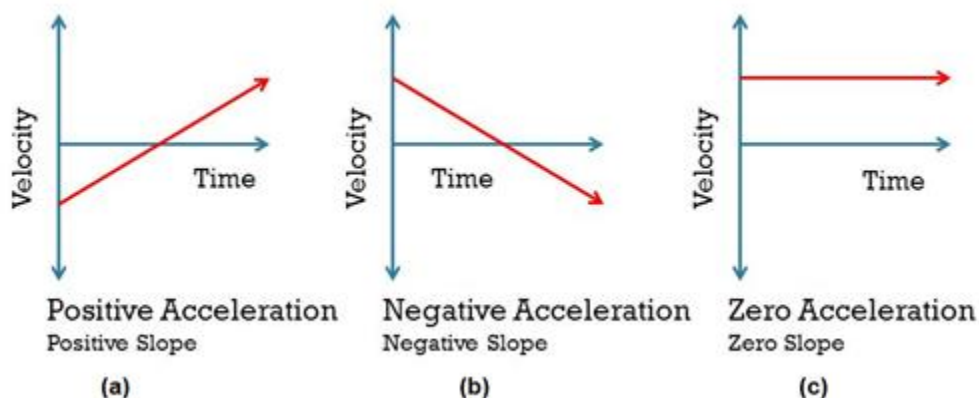 Velocity
Time
Positive Acceleration
Positive Slope
(a)
Velocity
Time
Negative Acceleration
Negative Slope
(b)
Velocity
Time
Zero Acceleration
Zero Slope
(c)